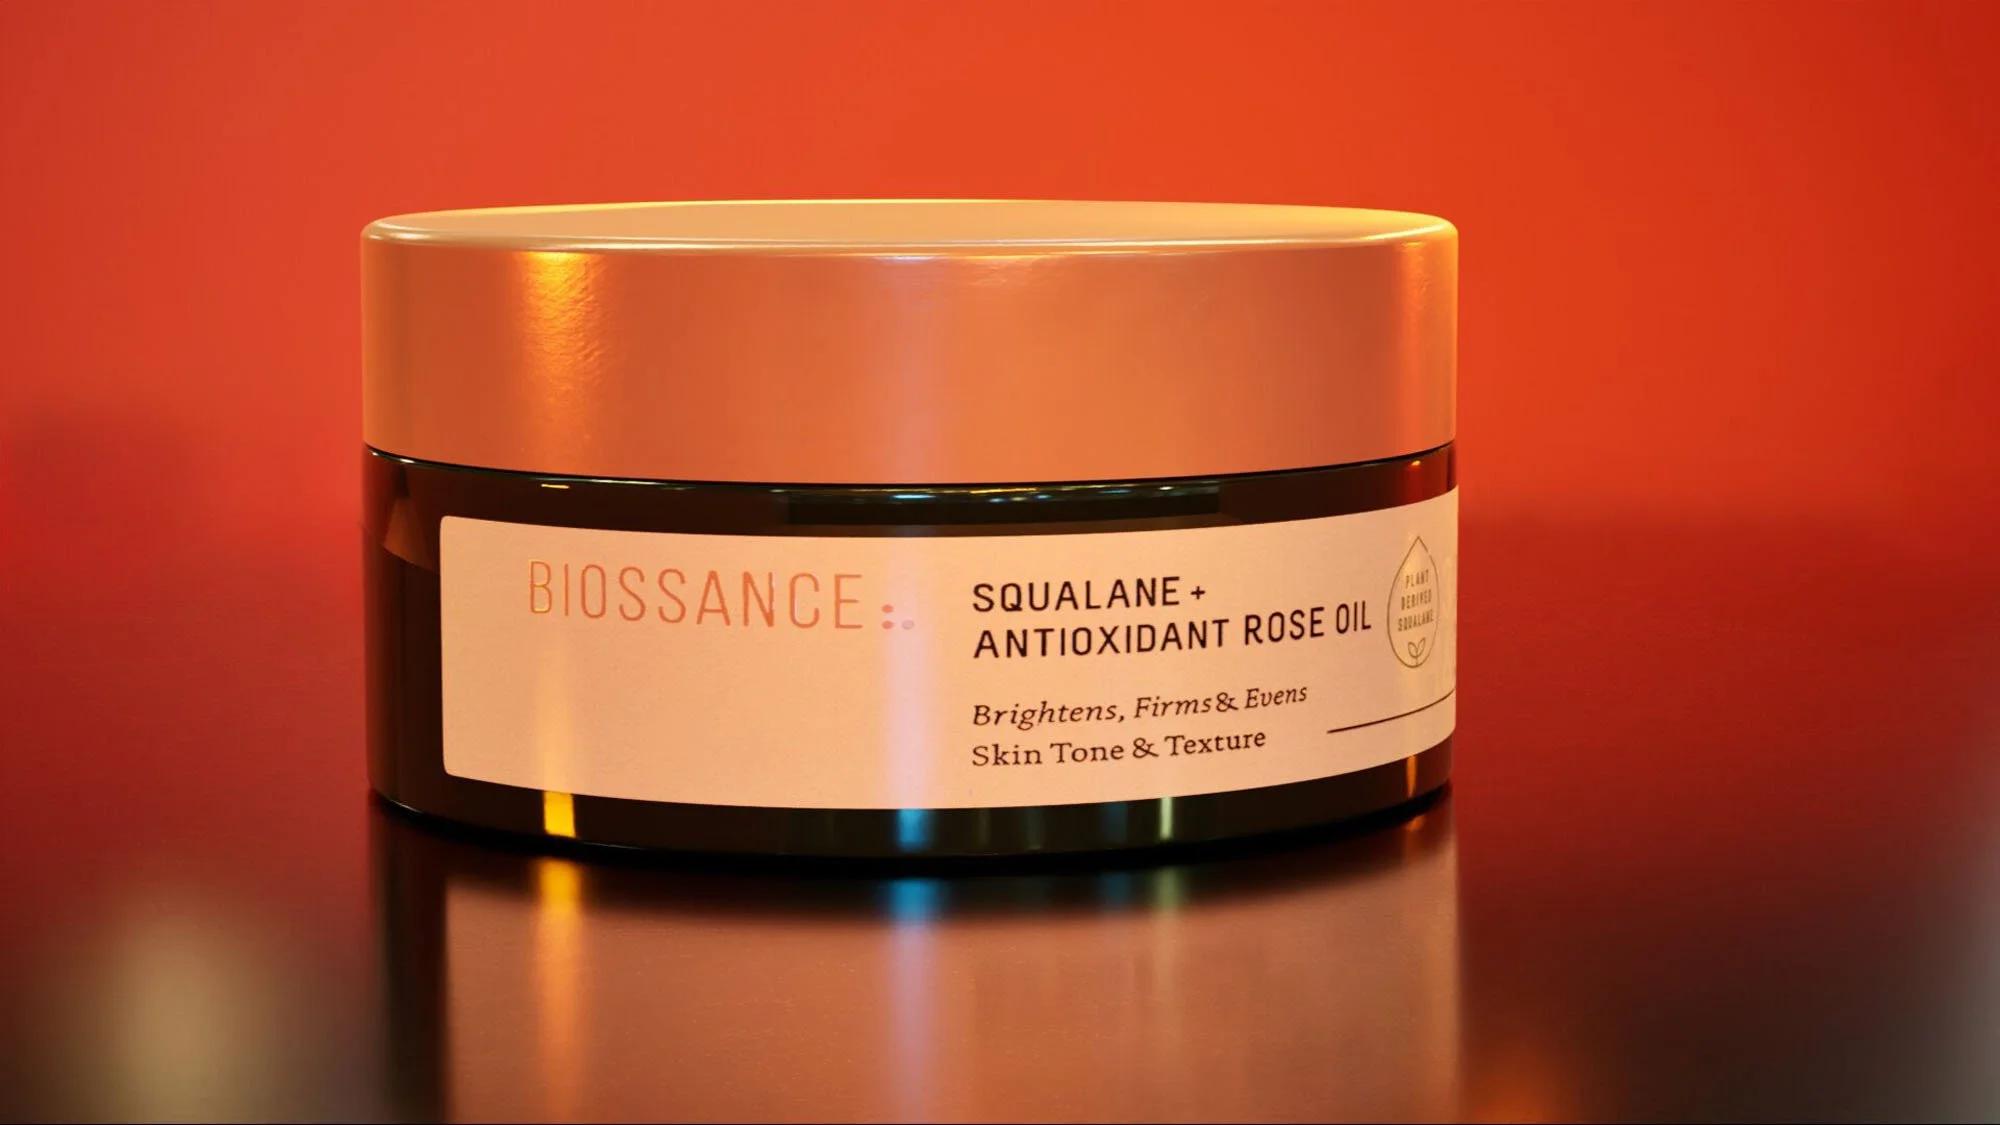 BIOSSANCE
SQUALANE +
ANTIOXIDANT ROSE OIL
Brightens, Firms & Evens
Skin Tone & Texture
PLANT
DERIVED
SQUALANE